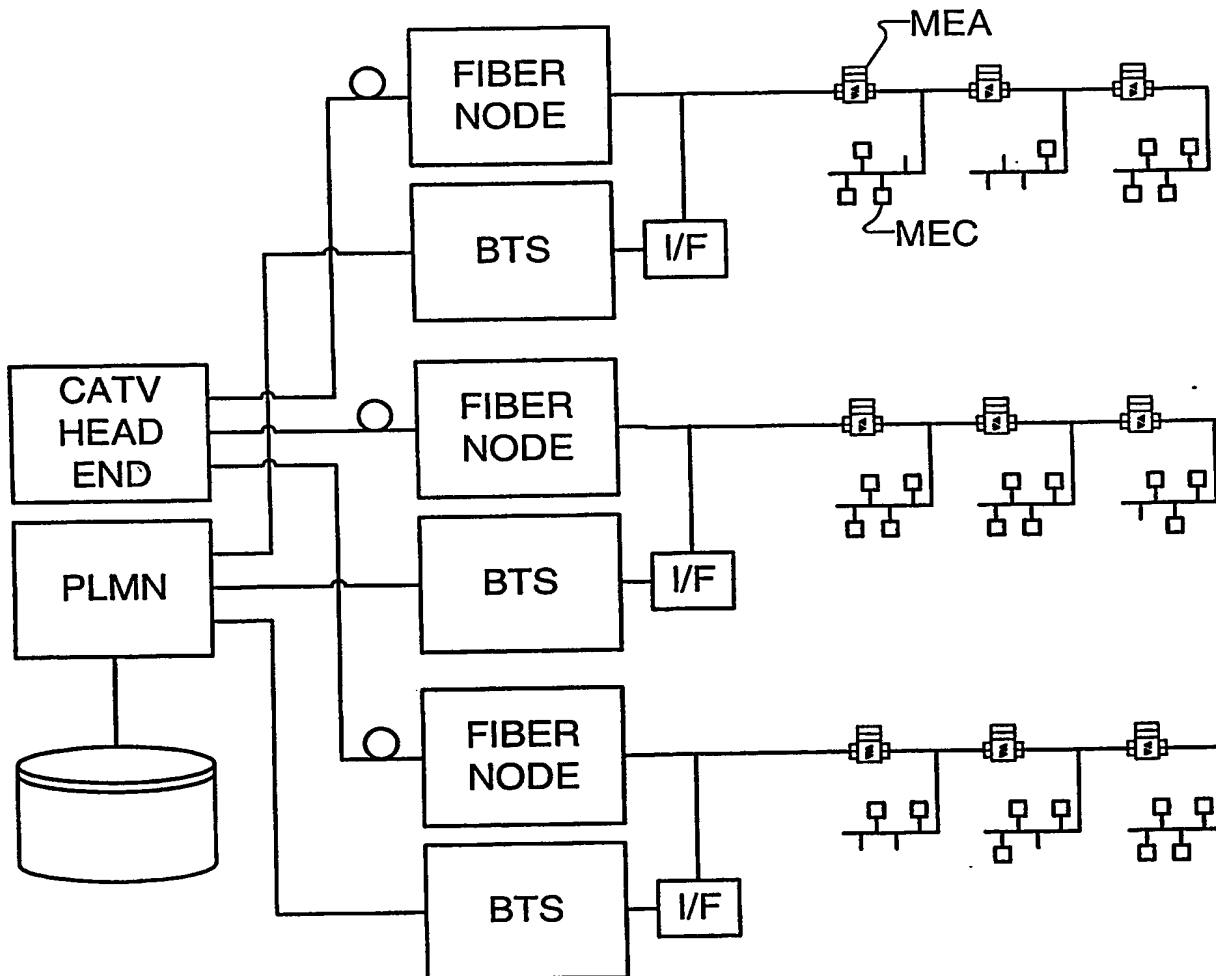 MEA
FIBER
NODE
BTS
I/F
MEC
CATV
HEAD
END
FIBER
NODE
PLMN
BTS
I/F
FIBER
NODE
BTS
I/F